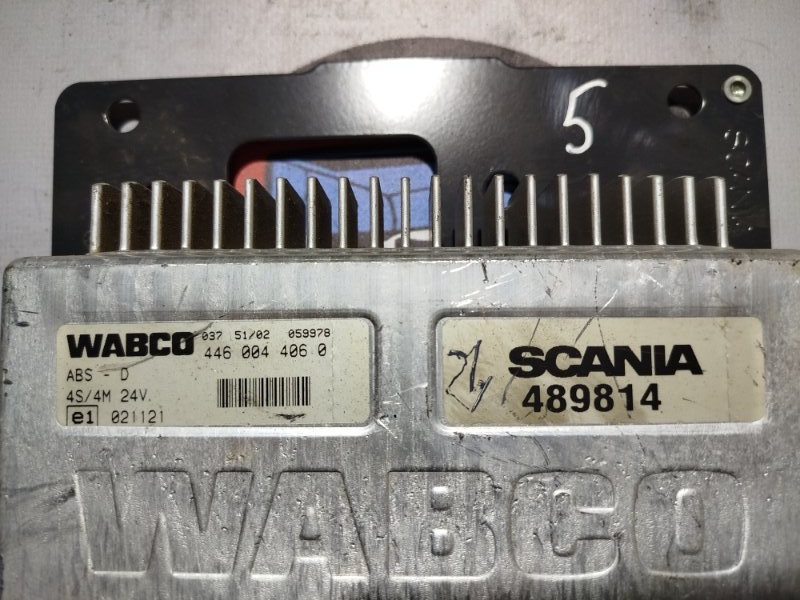 5
SCANIA
WABCO 037 51/02 059978
446 004 406 0
ABS - D
4S/4M 24V.
e1 021121
SCANIA
489814
WABCO